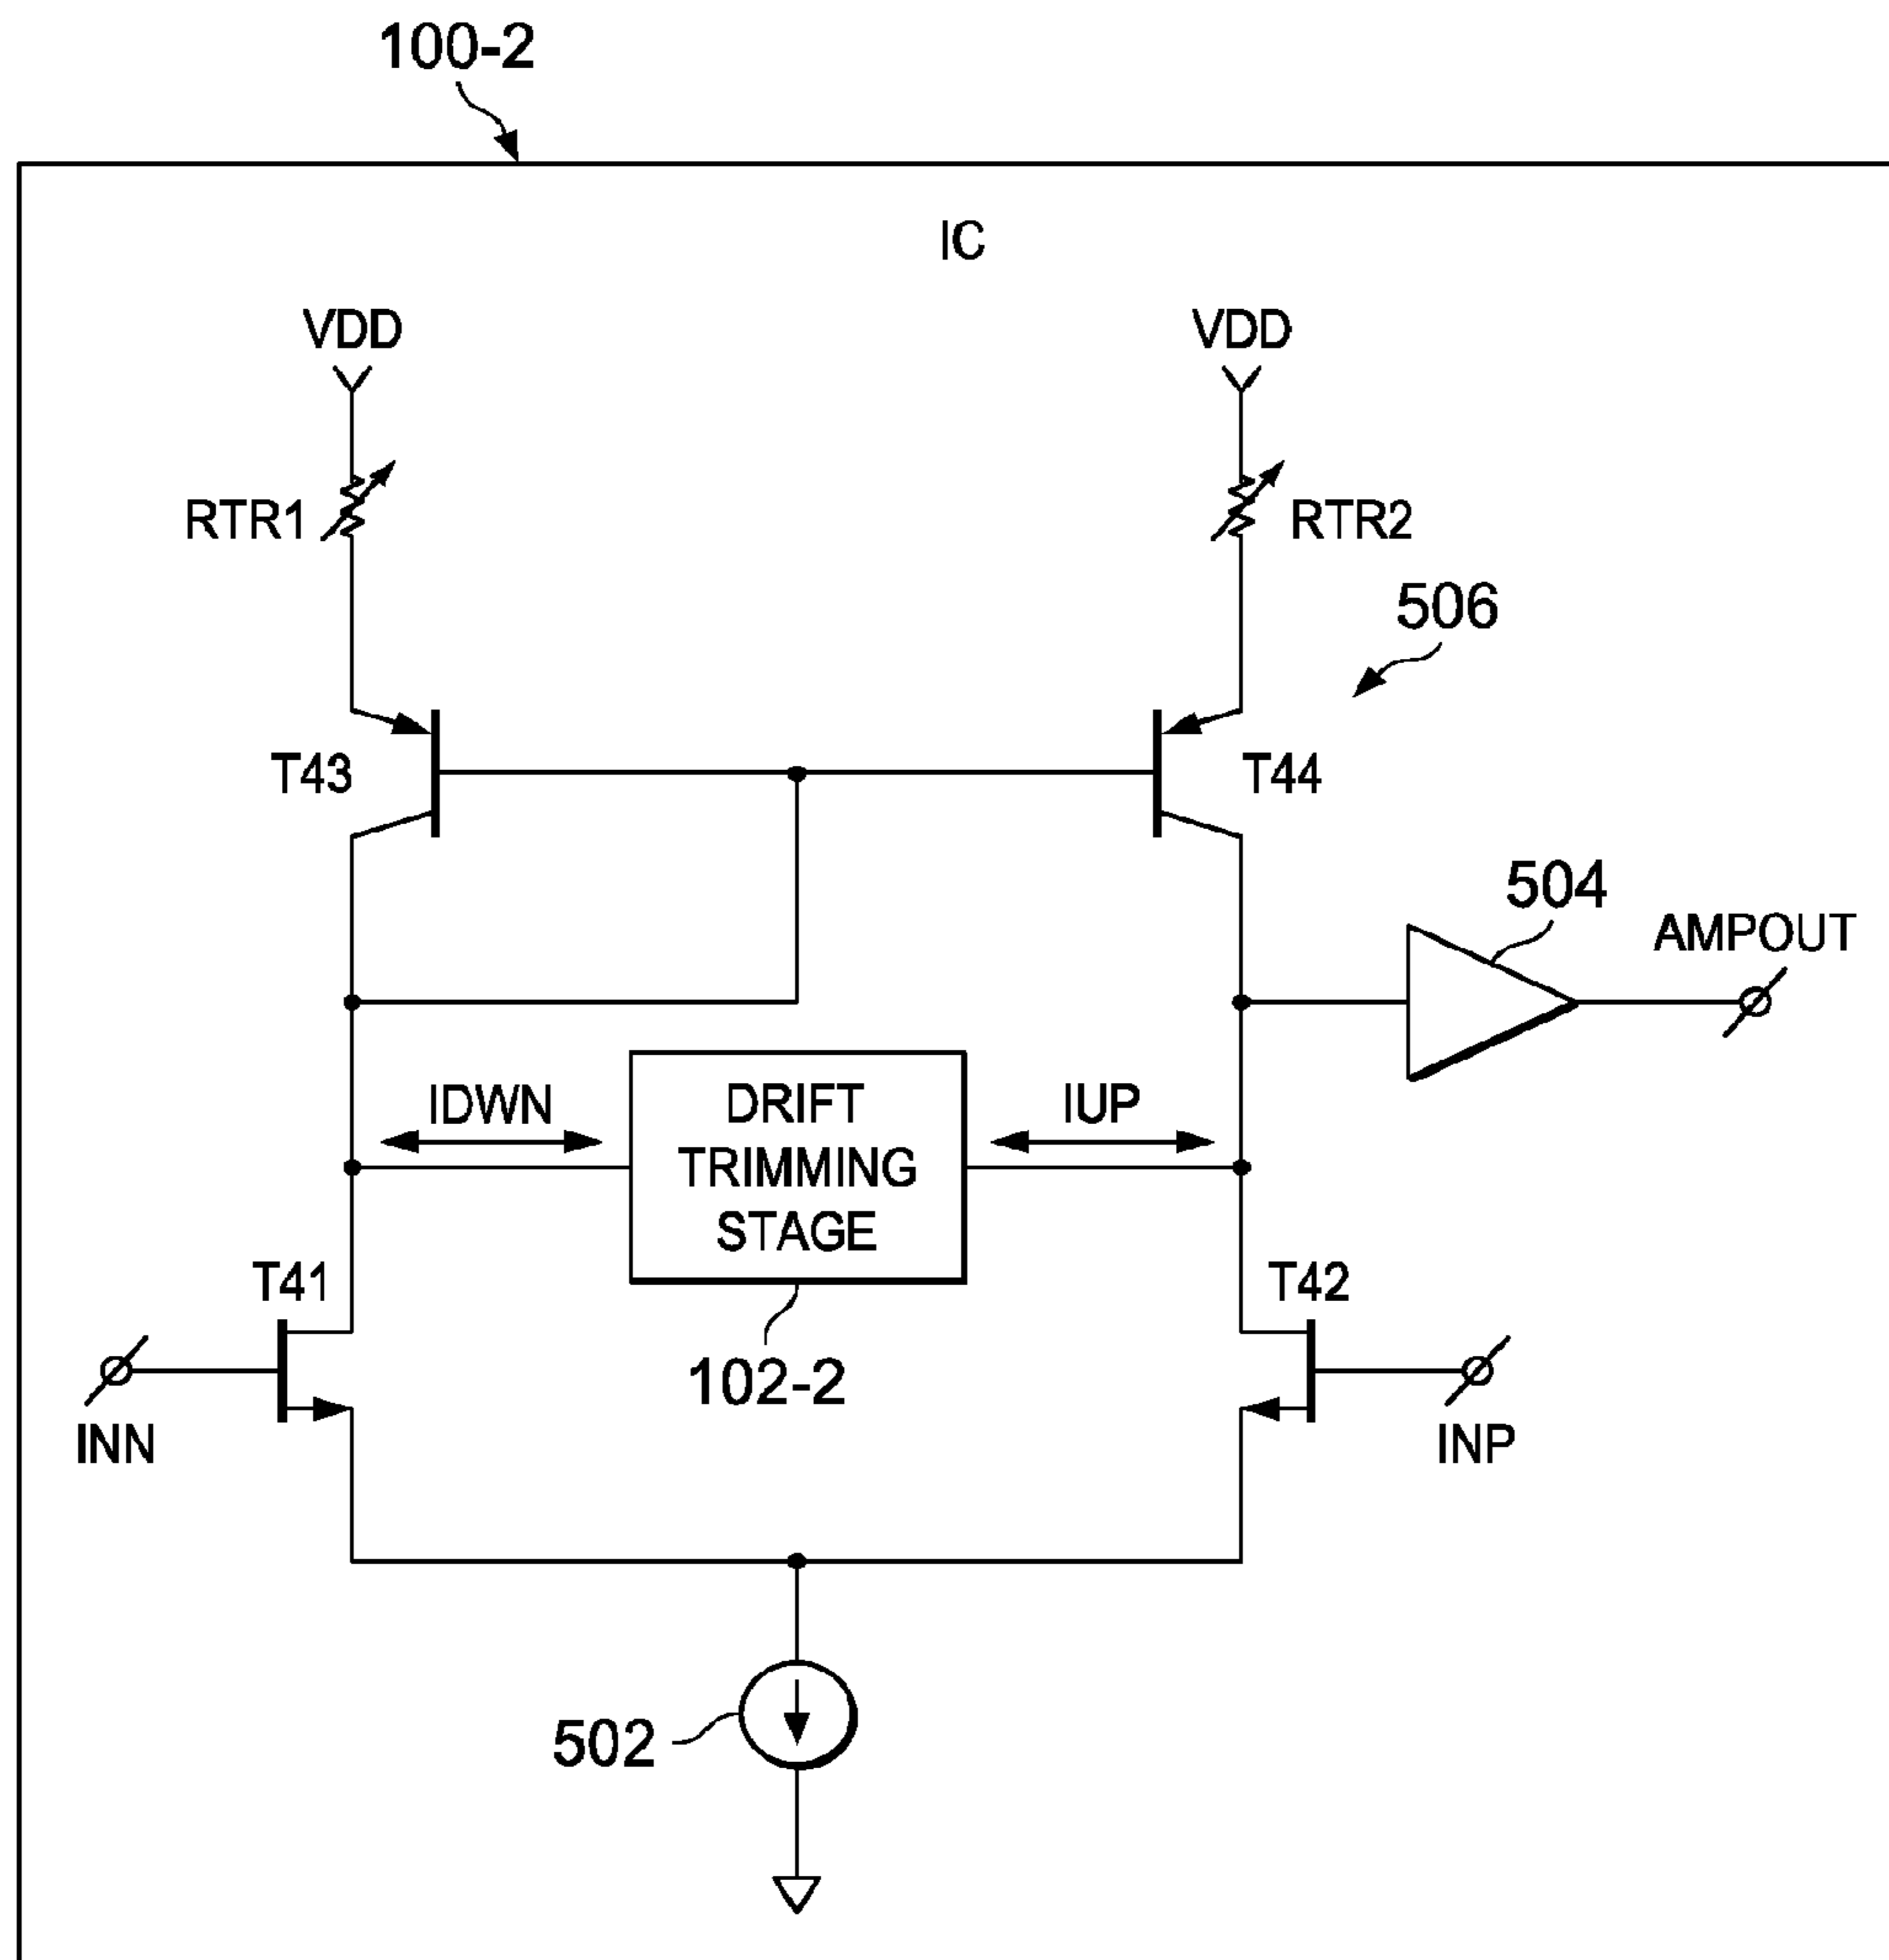 100-2
IC
VDD
VDD
RTR1
RTR2
506
T43
T44
504
AMPOUT
IDWN
DRIFT
TRIMMING
STAGE
IUP
T41
T42
102-2
INN
INP
502